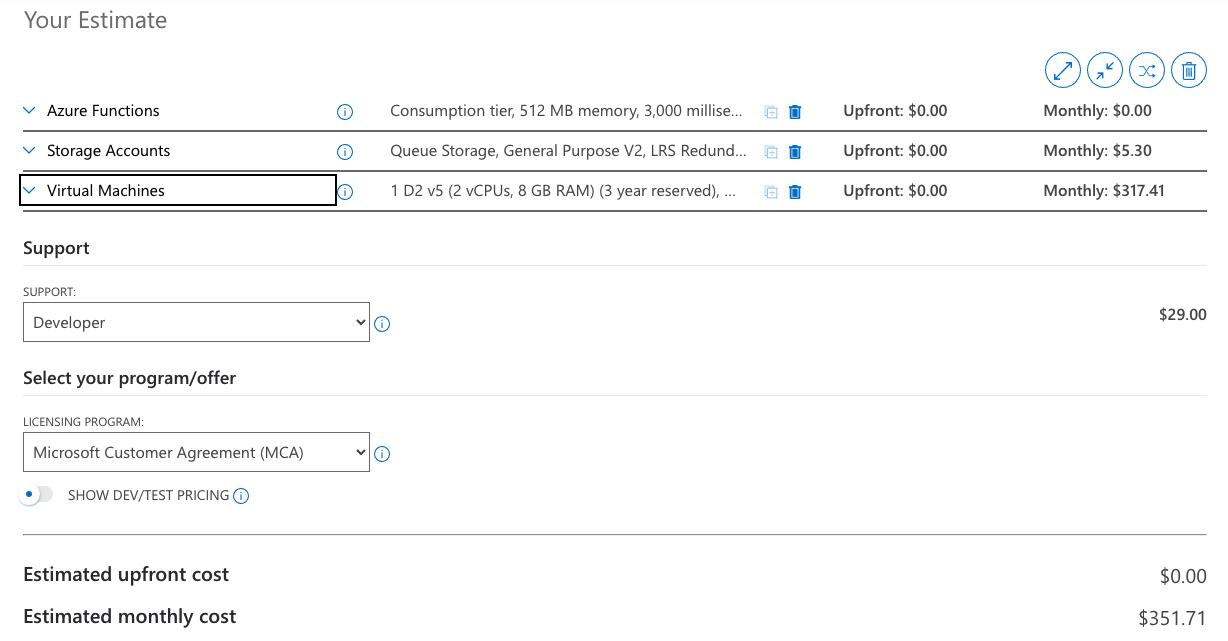 Your Estimate
Azure Functions Consumption tier, 512 MB memory, 3,000 millise... Upfront: $0.00 Monthly: $0.00
Storage Accounts Queue Storage, General Purpose V2, LRS Redund... Upfront: $0.00 Monthly: $5.30
Virtual Machines 1 D2 v5 (2 vCPUs, 8 GB RAM) (3 year reserved), ... Upfront: $0.00 Monthly: $317.41
Support
SUPPORT:
Developer $29.00
Select your program/offer
LICENSING PROGRAM:
Microsoft Customer Agreement (MCA)
SHOW DEV/TEST PRICING
Estimated upfront cost $0.00
Estimated monthly cost $351.71